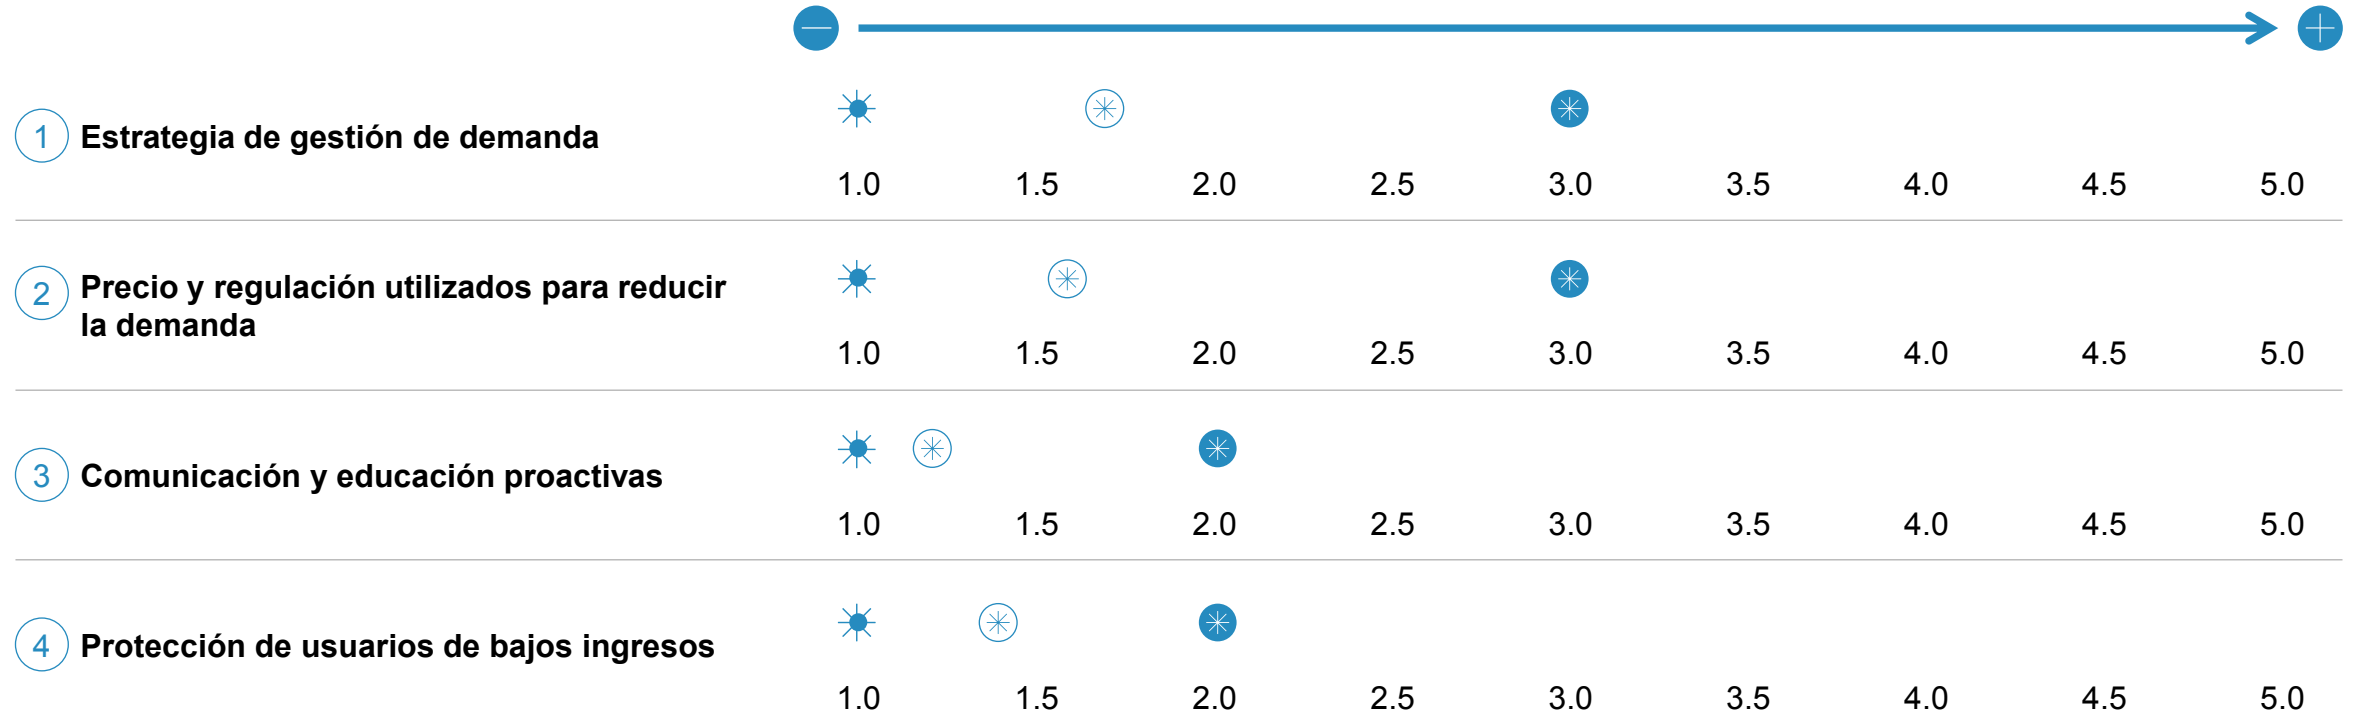 1 Estrategia de gestión de demanda
1.0 1.5 2.0 2.5 3.0 3.5 4.0 4.5 5.0
2 Precio y regulación utilizados para reducir
la demanda
1.0 1.5 2.0 2.5 3.0 3.5 4.0 4.5 5.0
3 Comunicación y educación proactivas
1.0 1.5 2.0 2.5 3.0 3.5 4.0 4.5 5.0
4 Protección de usuarios de bajos ingresos
1.0 1.5 2.0 2.5 3.0 3.5 4.0 4.5 5.0